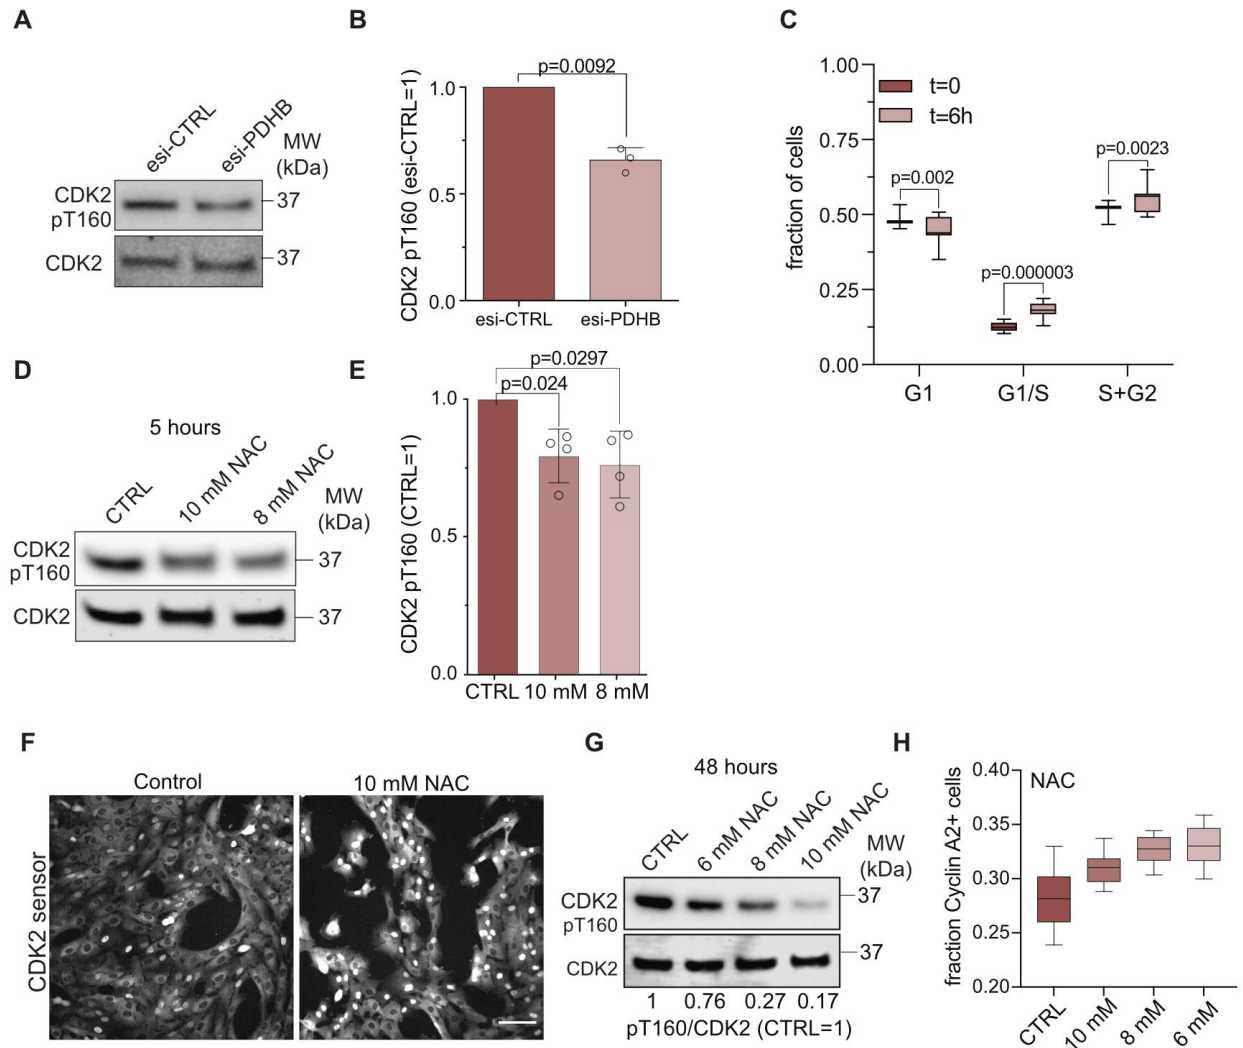 A
esi-CTRL
esi-PDHB
MW
(kDa)
CDK2
pT160
37
CDK2
37
B
CDK2 pT160 (esi-CTRL=1)
p=0.0092
1.0
0.5
0.0
esi-CTRL
esi-PDHB
C
fraction of cells
1.00
0.75
0.50
0.25
0.00
t=0
t=6h
p=0.002
p=0.000003
p=0.0023
G1
G1/S
S+G2
D
5 hours
CTRL
10 mM NAC
8 mM NAC
MW
(kDa)
CDK2
pT160
37
CDK2
37
E
CDK2 pT160 (CTRL=1)
p=0.0297
p=0.024
1.0
0.5
0.0
CTRL
10 mM
8 mM
F
Control
10 mM NAC
CDK2 sensor
G
48 hours
CTRL
6 mM NAC
8 mM NAC
10 mM NAC
MW
(kDa)
CDK2
pT160
37
CDK2
37
1 0.76 0.27 0.17
pT160/CDK2 (CTRL=1)
H
fraction Cyclin A2+ cells
NAC
0.40
0.35
0.30
0.25
0.20
CTRL
10 mM
8 mM
6 mM